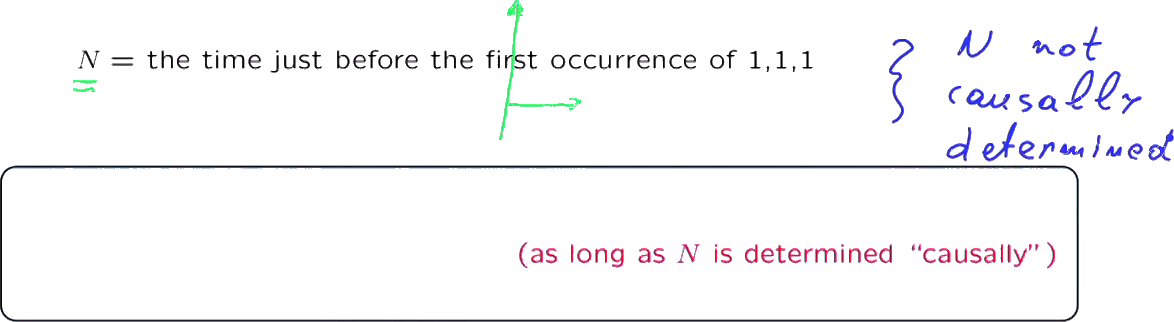 N = the time just before the first occurrence of 1,1,1
N not
causally
determined
(as long as N is determined “causally”)